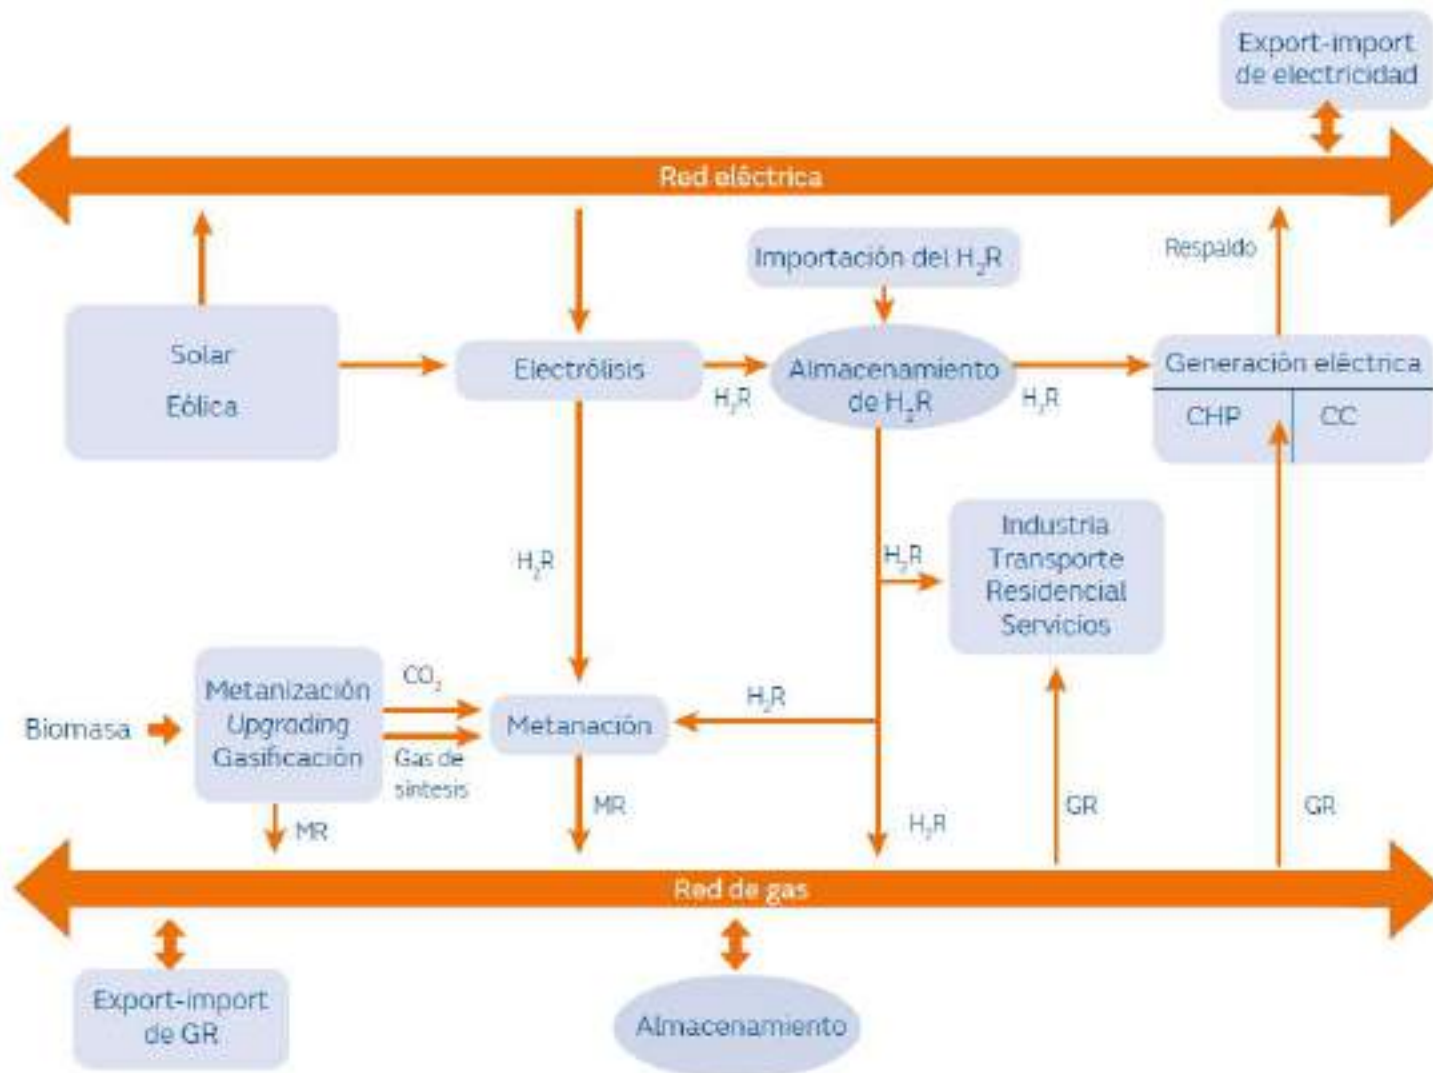 Export-import
de electricidad
Red eléctrica
Respaldo
Importación del H₂R
Solar
Eólica
Electrólisis
H₂R
Almacenamiento
de H₂R
H₂R
Generación eléctrica
CHP
CC
Industria
Transporte
Residencial
Servicios
H₂R
H₂R
Biomasa
Metanización
Upgrading
Gasificación
CO₂
Gas de
síntesis
Metanación
H₂R
MR
MR
H₂R
GR
GR
Red de gas
Export-import
de GR
Almacenamiento